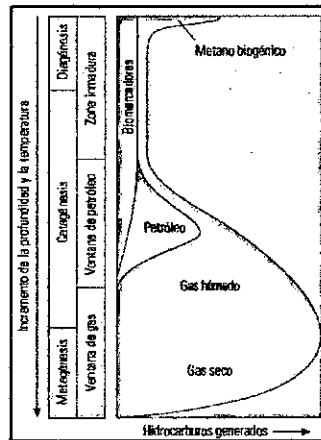 Incremento de la profundidad y la temperatura
Diagénesis
Catagénesis
Metagénesis
Zona inmadura
Ventana de petróleo
Ventana de gas
Biomarcadores
Metano biogénico
Petróleo
Gas húmedo
Gas seco
Hidrocarburos generados